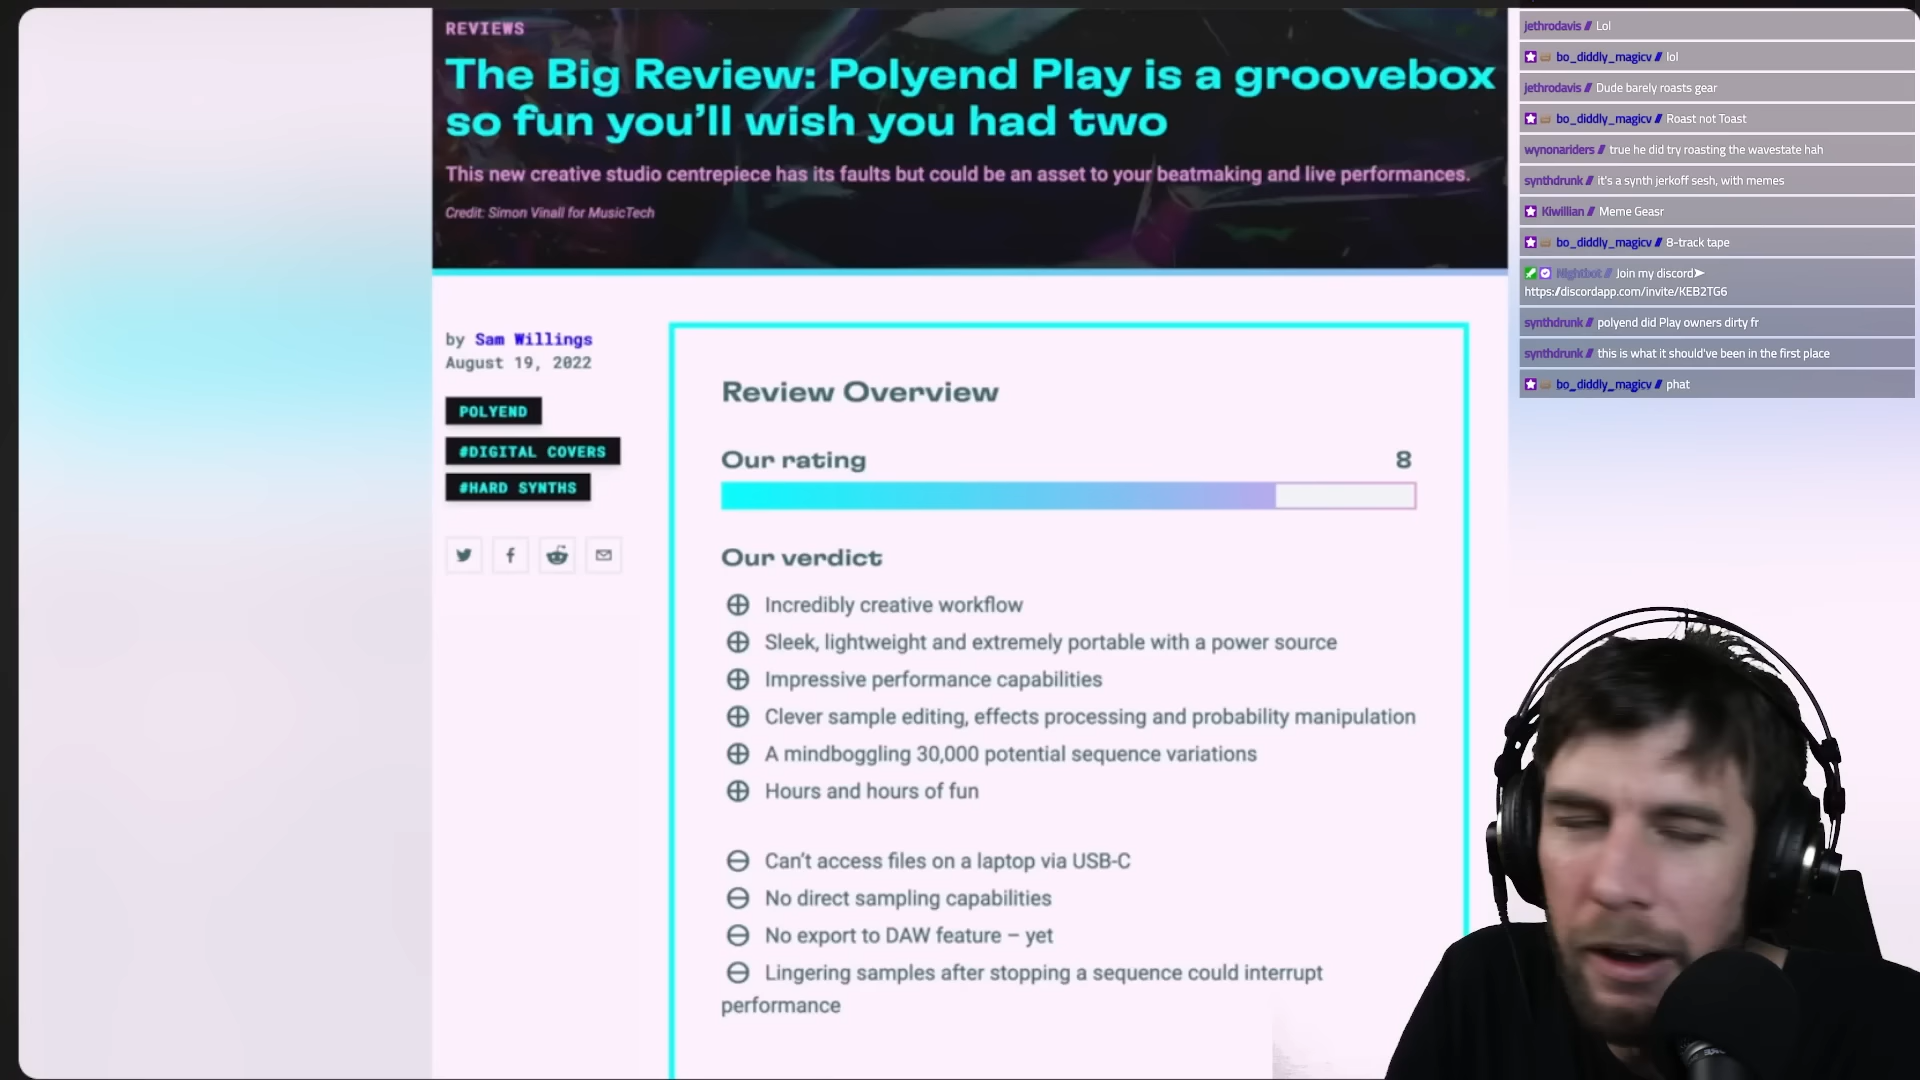 REVIEWS
The Big Review: Polyend Play is a groovebox
so fun you'll wish you had two
This new creative studio centrepiece has its faults but could be an asset to your beatmaking and live performances.
Credit: Simon Vinall for MusicTech
by Sam Willings
August 19, 2022
POLYEND
#DIGITAL COVERS
#HARD SYNTHS
Review Overview
Our rating 8
Our verdict
Incredibly creative workflow
Sleek, lightweight and extremely portable with a power source
Impressive performance capabilities
Clever sample editing, effects processing and probability manipulation
A mindboggling 30,000 potential sequence variations
Hours and hours of fun
Can't access files on a laptop via USB-C
No direct sampling capabilities
No export to DAW feature – yet
Lingering samples after stopping a sequence could interrupt
performance
jethrodavis // Lol
bo_diddly_magicv // lol
jethrodavis // Dude barely roasts gear
bo_diddly_magicv // Roast not Toast
wynonariders // true he did try roasting the wavestate hah
synthdrunk // it's a synth jerkoff sesh, with memes
Kiwillian // Meme Geasr
bo_diddly_magicv // 8-track tape
Nightbot // Join my discord➤
https://discordapp.com/invite/KEB2TG6
synthdrunk // polyend did Play owners dirty fr
synthdrunk // this is what it should've been in the first place
bo_diddly_magicv // phat